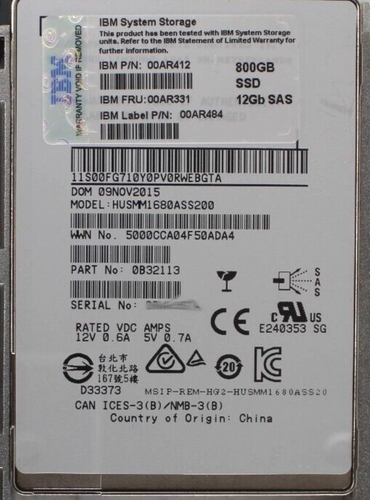 IBM System Storage
This product has been tested with IBM Storage
units. Refer to the IBM Statement of Limited Warranty for
further information.
IBM P/N: 00AR412
800GB
SSD
12Gb SAS
IBM FRU:00AR331
IBM Label P/N: 00AR484
IBM
WARRANTY VOID IF REMOVED
11S00FG710Y0PV0RWEBGTA
DOM 09NOV2015
MODEL:HUSMM1680ASS200
WWN No. 5000CCA04F50ADA4
PART No: 0B32113
SAS
SERIAL No:
RATED VDC AMPS
12V 0.6A 5V 0.7A
CE
C US
E240353 SG
台北市
敦化北路
167號5樓
20
D33373
MSIP-REM-HG2-HUSMM1680ASS20
CAN ICES-3(B)/NMB-3(B)
Country of Origin: China